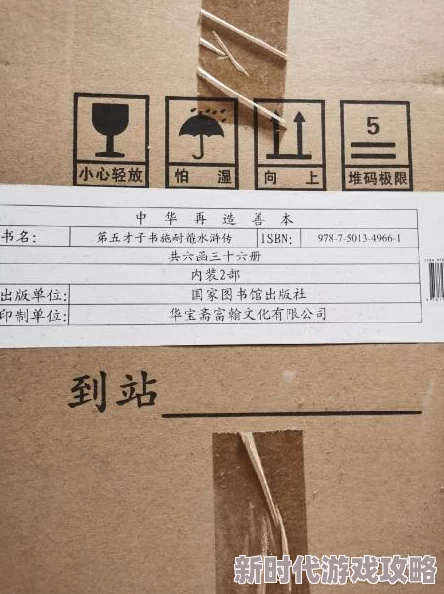 5
小心轻放 怕湿 向上 堆码极限
中华再造善本
书名： 第五才子书施耐庵水浒传 ISBN： 978-7-5013-4966-1
共六函三十六册
内装2部
出版单位： 国家图书馆出版社
印制单位： 华宝斋富翰文化有限公司
到站
新时代游戏攻略